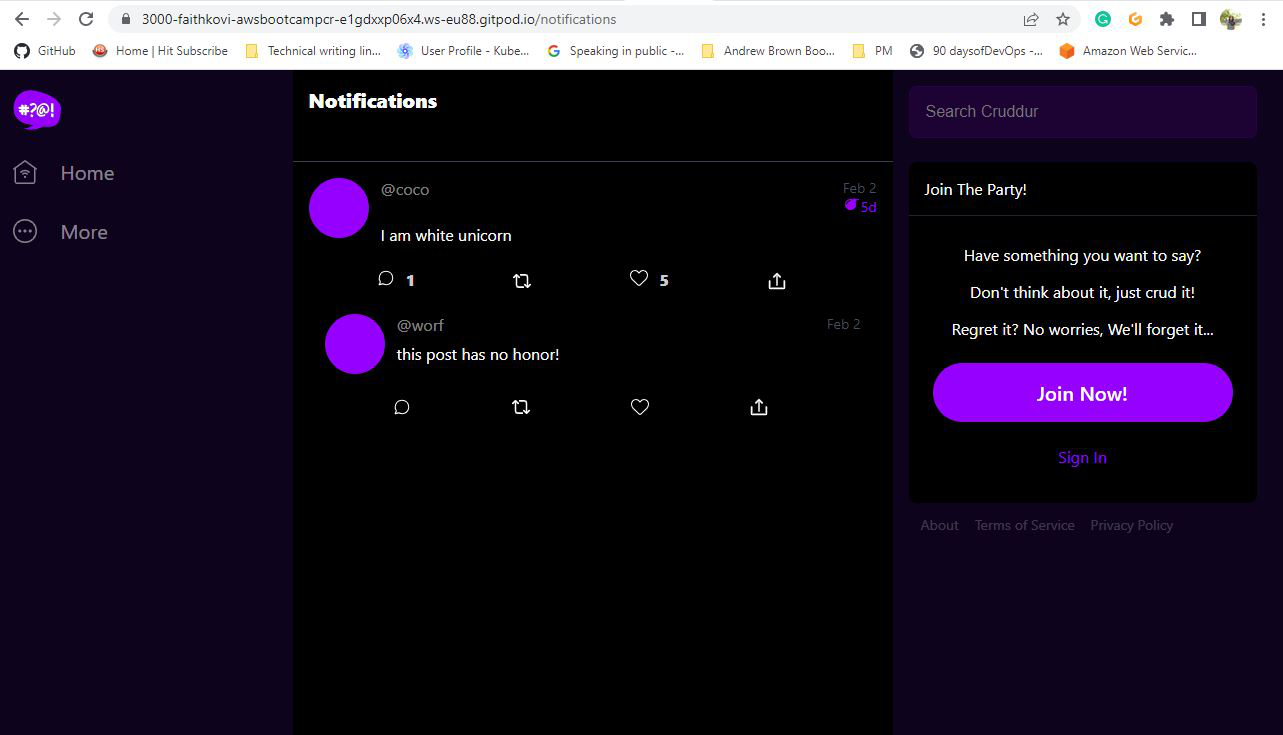 3000-faithkovi-awsbootcampcr-e1gdxxp06x4.ws-eu88.gitpod.io/notifications
GitHub
Home | Hit Subscribe
Technical writing lin...
User Profile - Kube...
Speaking in public -...
Andrew Brown Boo...
PM
90 daysofDevOps -...
Amazon Web Servic...
#?@!
Home
More
Notifications
@coco
Feb 2
5d
I am white unicorn
1
5
@worf
Feb 2
this post has no honor!
Search Cruddur
Join The Party!
Have something you want to say?
Don't think about it, just crud it!
Regret it? No worries, We'll forget it...
Join Now!
Sign In
About
Terms of Service
Privacy Policy